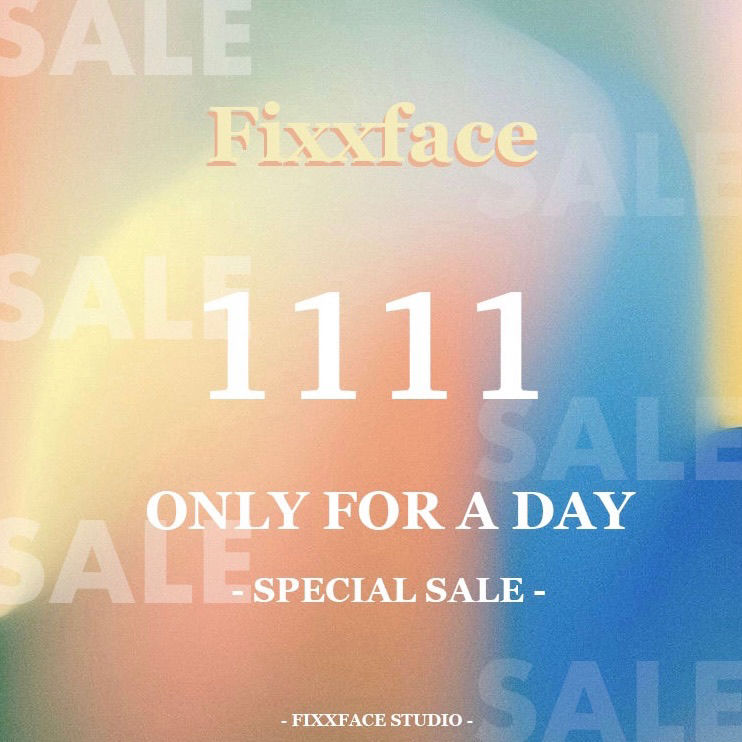 SALE
Fixxface
SALE
SALE
1111
SALE
ONLY FOR A DAY
SALE
- SPECIAL SALE -
SALE
- FIXXFACE STUDIO -